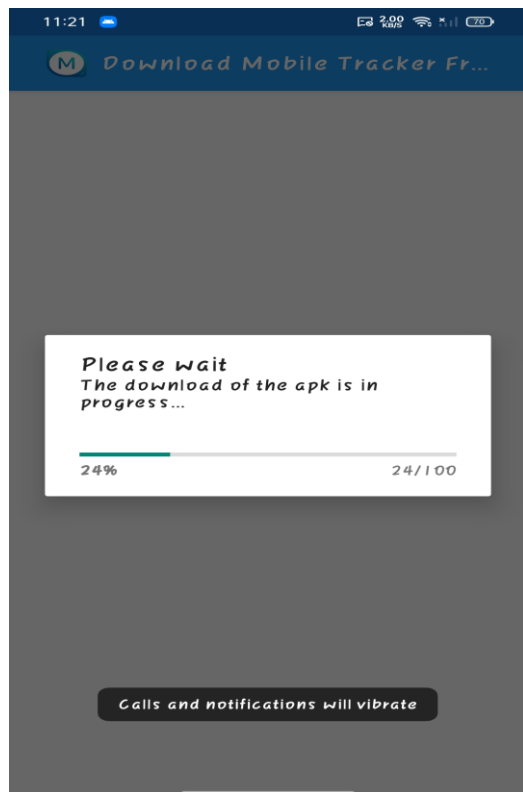 11:21
2.00
KB/S
70
M
Download Mobile Tracker Fr...
Please wait
The download of the apk is in
progress...
24%
24/100
Calls and notifications will vibrate